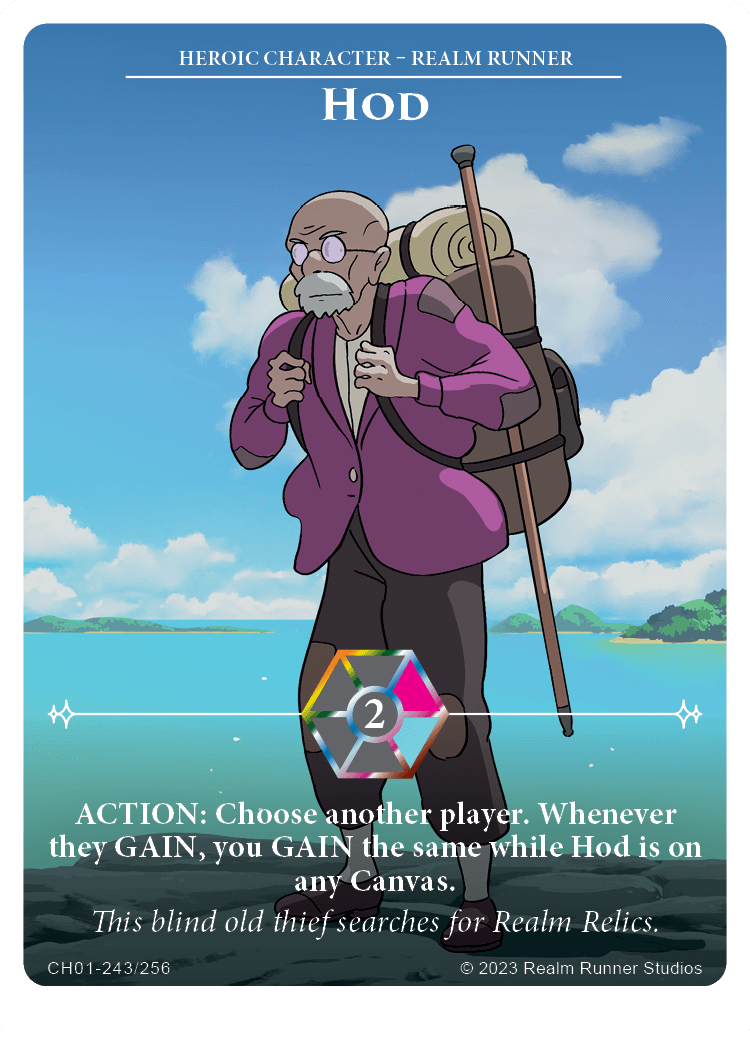 HEROIC CHARACTER – REALM RUNNER
HOD
2
ACTION: Choose another player. Whenever
they GAIN, you GAIN the same while Hod is on
any Canvas.
This blind old thief searches for Realm Relics.
CH01-243/256
© 2023 Realm Runner Studios